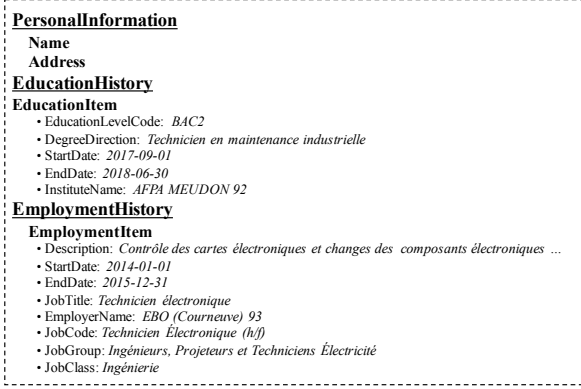 PersonalInformation
Name
Address
EducationHistory
EducationItem
• EducationLevelCode: BAC2
• DegreeDirection: Technicien en maintenance industrielle
• StartDate: 2017-09-01
• EndDate: 2018-06-30
• InstituteName: AFPA MEUDON 92
EmploymentHistory
EmploymentItem
• Description: Contrôle des cartes électroniques et changes des composants électroniques ...
• StartDate: 2014-01-01
• EndDate: 2015-12-31
• JobTitle: Technicien électronique
• EmployerName: EBO (Courneuve) 93
• JobCode: Technicien Électronique (h/f)
• JobGroup: Ingénieurs, Projeteurs et Techniciens Électricité
• JobClass: Ingénierie